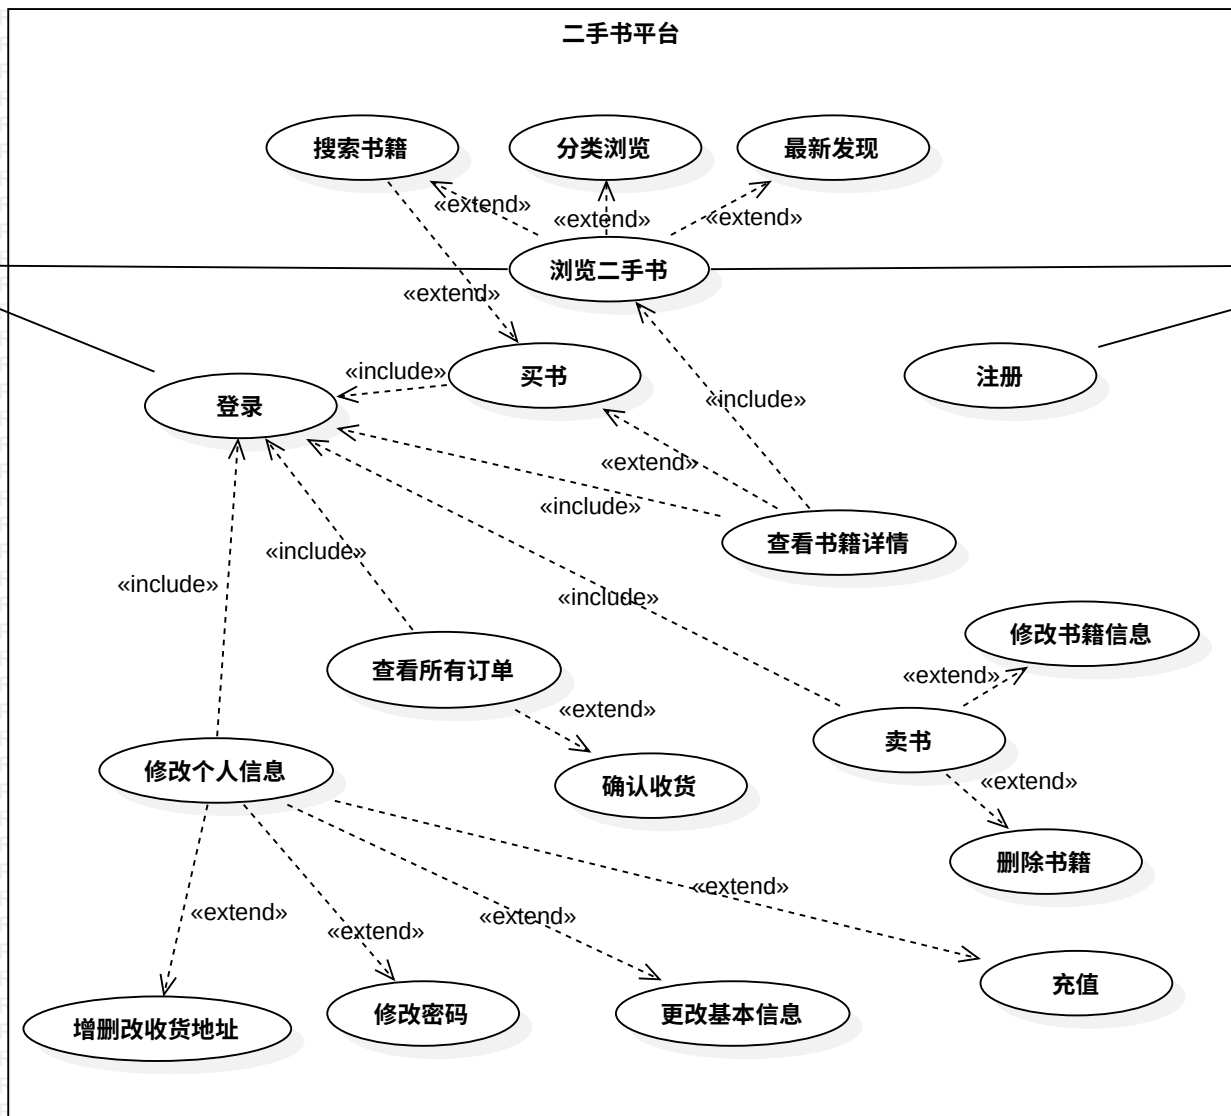 二手书平台
搜索书籍
分类浏览
最新发现
«extend»
«extend»
«extend»
浏览二手书
«extend»
«include»
买书
注册
登录
«include»
«extend»
«include»
查看书籍详情
«include»
«include»
«include»
修改书籍信息
查看所有订单
«extend»
«extend»
卖书
修改个人信息
确认收货
«extend»
删除书籍
«extend»
«extend»
«extend»
«extend»
充值
增删改收货地址
修改密码
更改基本信息